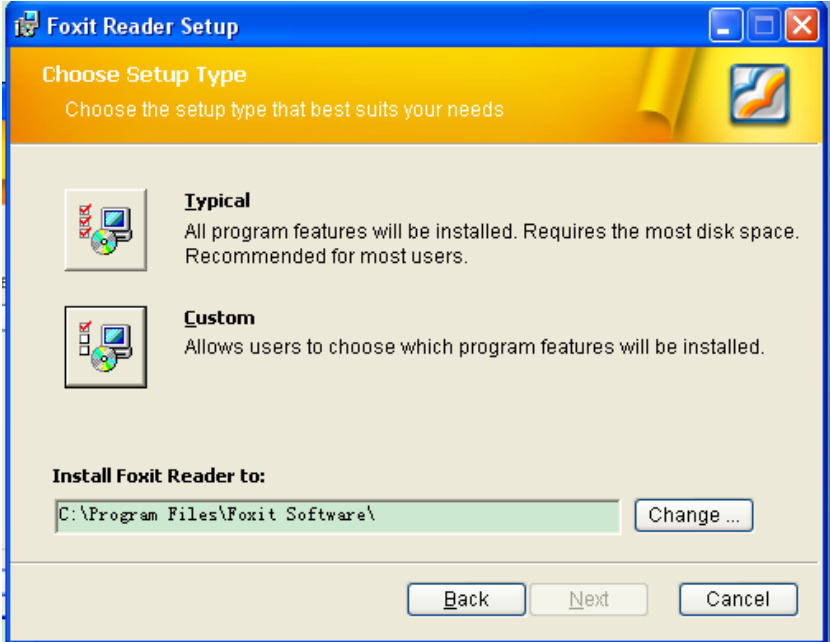 Foxit Reader Setup
Choose Setup Type
Choose the setup type that best suits your needs
Typical
All program features will be installed. Requires the most disk space.
Recommended for most users.
Custom
Allows users to choose which program features will be installed.
Install Foxit Reader to:
C:\Program Files\Foxit Software\
Change ...
Back
Next
Cancel